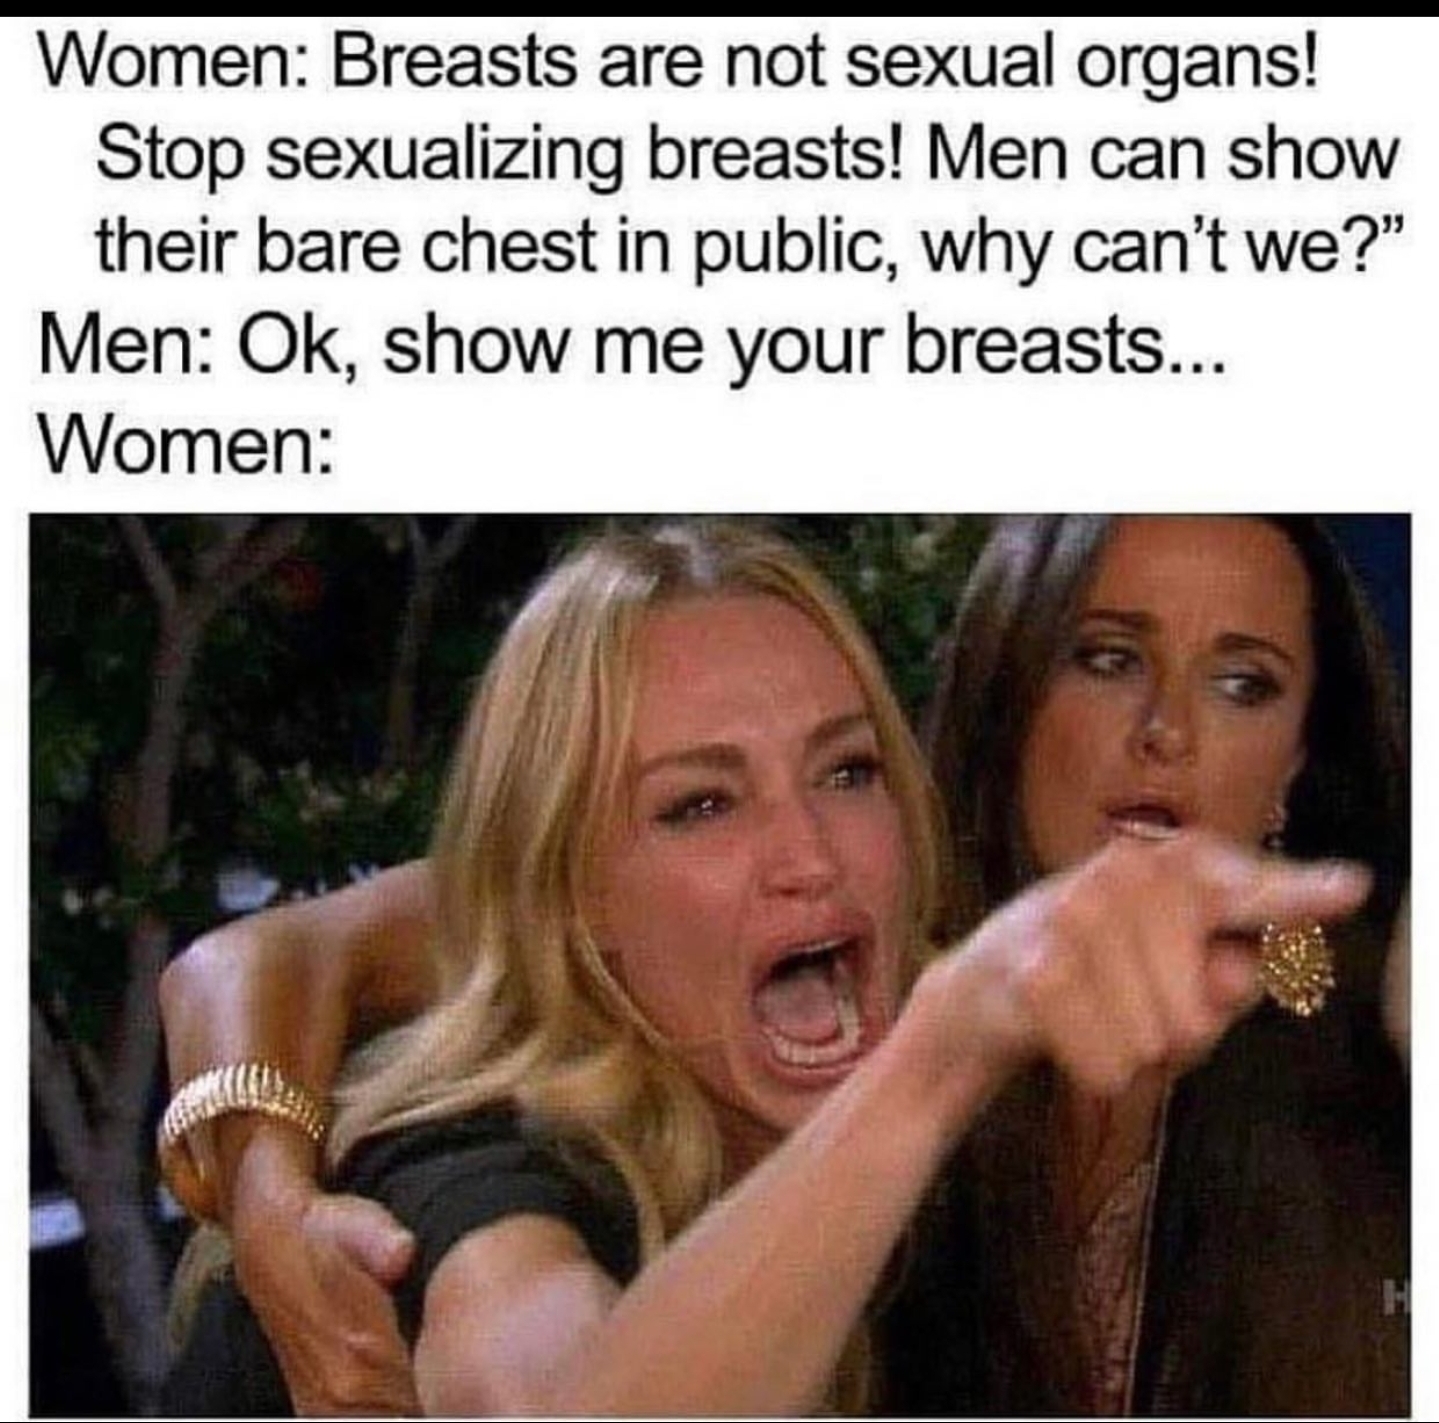 Women: Breasts are not sexual organs!
Stop sexualizing breasts! Men can show
their bare chest in public, why can’t we?”
Men: Ok, show me your breasts...
Women:
H